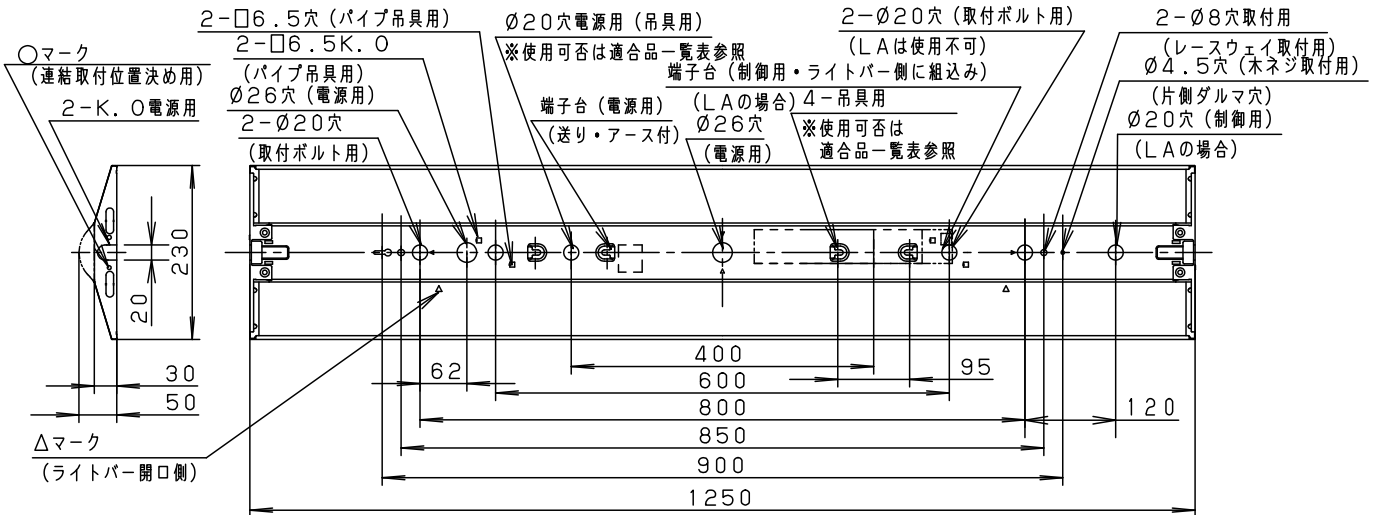 ○マーク
(連結取付位置決め用)
2-K.O電源用
2-□6.5穴(パイプ吊具用)
2-□6.5K.O
(パイプ吊具用)
Ø26穴(電源用)
2-Ø20穴
(取付ボルト用)
Ø20穴電源用(吊具用)
※使用可否は適合品一覧表参照
端子台(電源用)
(送り・アース付)
2-Ø20穴(取付ボルト用)
(LAは使用不可)
端子台(制御用・ライトバー側に組込み)
(LAの場合)
Ø26穴
(電源用)
4-吊具用
※使用可否は
適合品一覧表参照
2-Ø8穴取付用
(レースウェイ取付用)
Ø4.5穴(木ネジ取付用)
(片側ダルマ穴)
Ø20穴(制御用)
(LAの場合)
230
20
30
50
△マーク
(ライトバー開口側)
400
62
95
600
800
120
850
900
1250